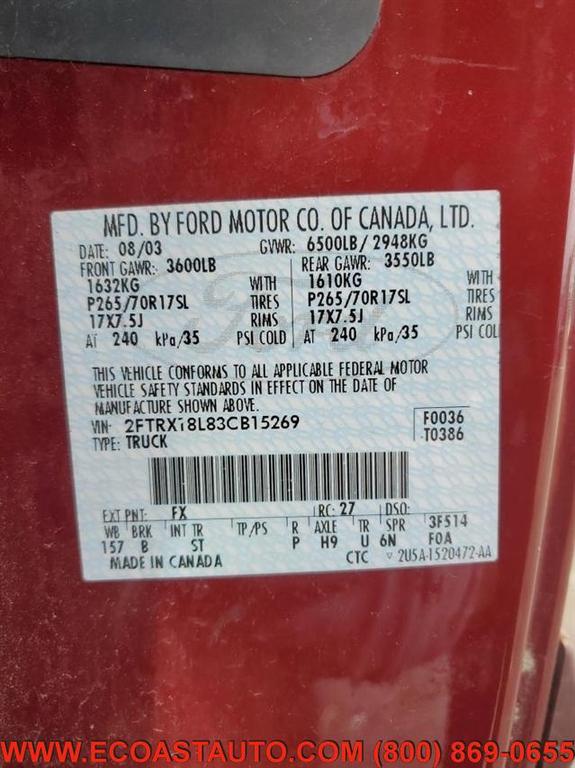 MFD. BY FORD MOTOR CO. OF CANADA, LTD.
DATE: 08/03 GVWR: 6500LB/2948KG
FRONT GAWR: 3600LB REAR GAWR: 3550LB
1632KG WITH 1610KG WITH
P265/70R17SL TIRES P265/70R17SL TIRES
17X7.5J RIMS 17X7.5J RIMS
AT 240 kPa/35 PSI COLD AT 240 kPa/35 PSI COLD
THIS VEHICLE CONFORMS TO ALL APPLICABLE FEDERAL MOTOR
VEHICLE SAFETY STANDARDS IN EFFECT ON THE DATE OF
MANUFACTURE SHOWN ABOVE.
VIN: 2FTRX18L83CB15269 F0036
TYPE: TRUCK T0386
EXT PNT: FX RC: 27 DSO:
WB BRK INT TR TP/PS R AXLE TR SPR 3F514
157 B ST P H9 U 6N F0A
MADE IN CANADA CTC 2U5A-1520472-AA
WWW.ECOASTAUTO.COM (800) 869-0655